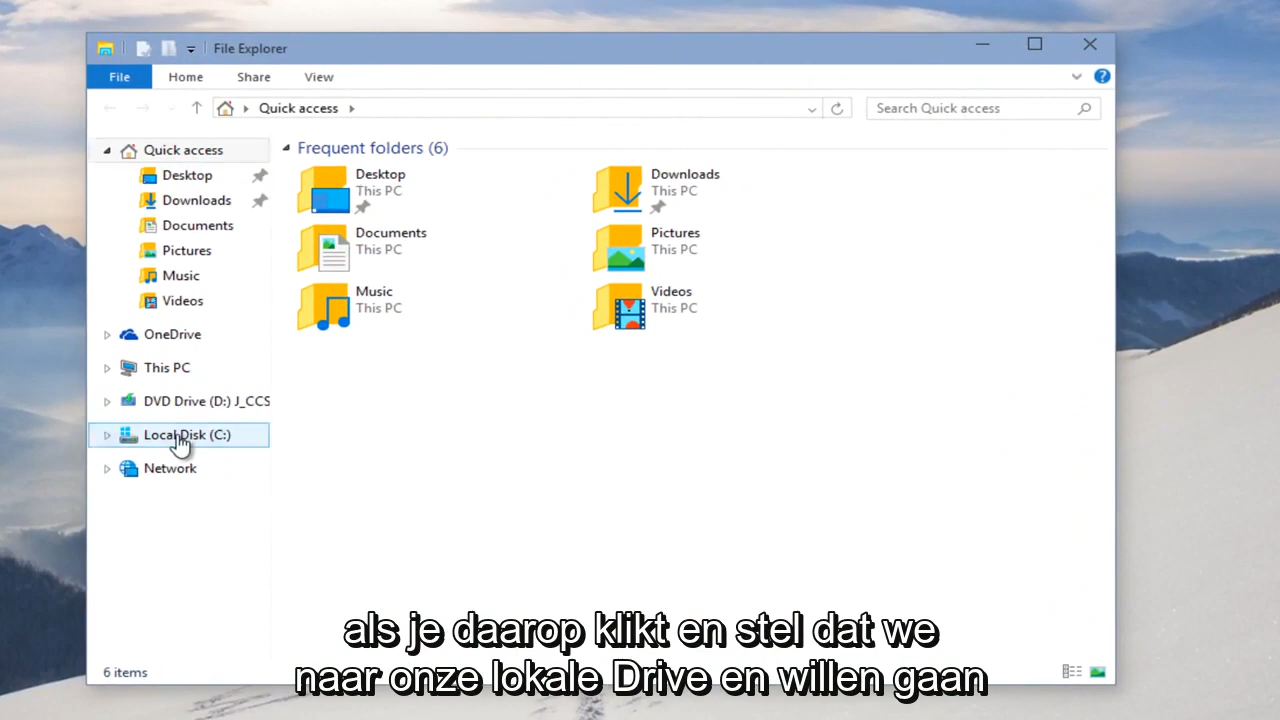 File Explorer
File Home Share View
Quick access Search Quick access
Quick access
Desktop
Downloads
Documents
Pictures
Music
Videos
OneDrive
This PC
DVD Drive (D:) J_CCS
Local Disk (C:)
Network
Frequent folders (6)
Desktop
This PC
Downloads
This PC
Documents
This PC
Pictures
This PC
Music
This PC
Videos
This PC
6 items
als je daarop klikt en stel dat we
naar onze lokale Drive en willen gaan